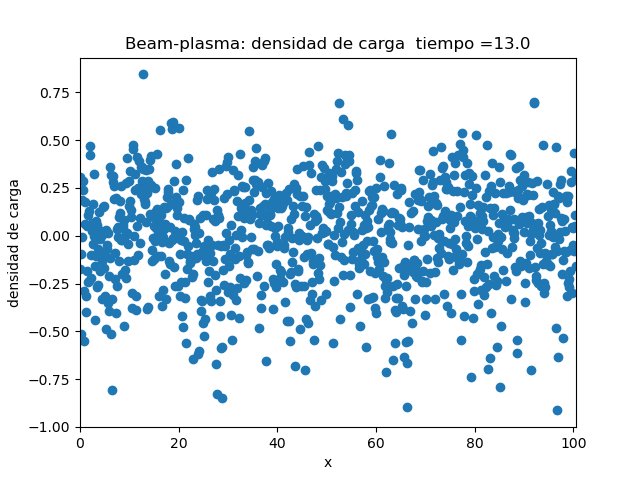 Beam-plasma: densidad de carga  tiempo =13.0
densidad de carga
0.75
0.50
0.25
0.00
−0.25
−0.50
−0.75
−1.00
0 20 40 60 80 100
x